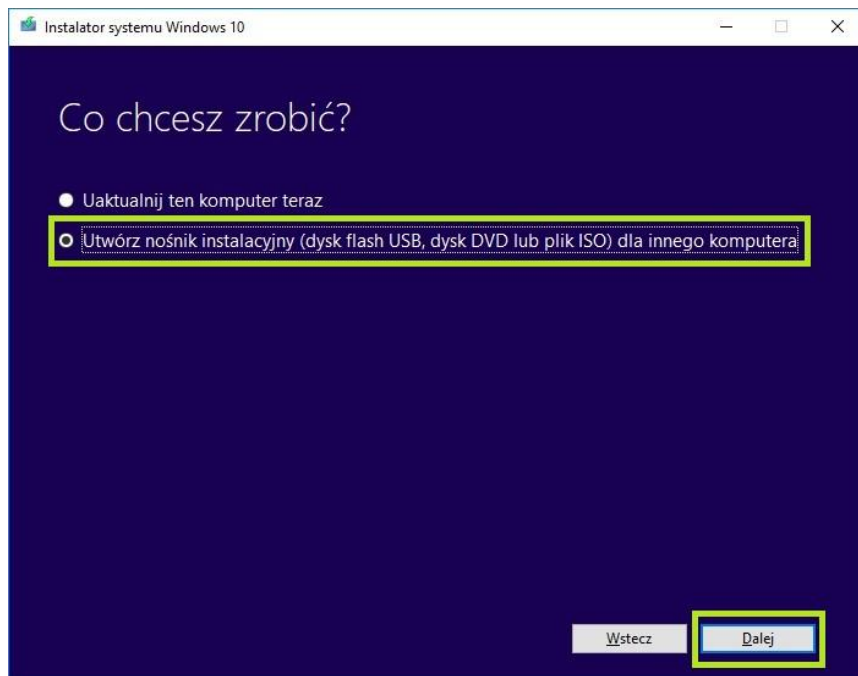 Instalator systemu Windows 10
Co chcesz zrobić?
Uaktualnij ten komputer teraz
Utwórz nośnik instalacyjny (dysk flash USB, dysk DVD lub plik ISO) dla innego komputera
Wstecz
Dalej